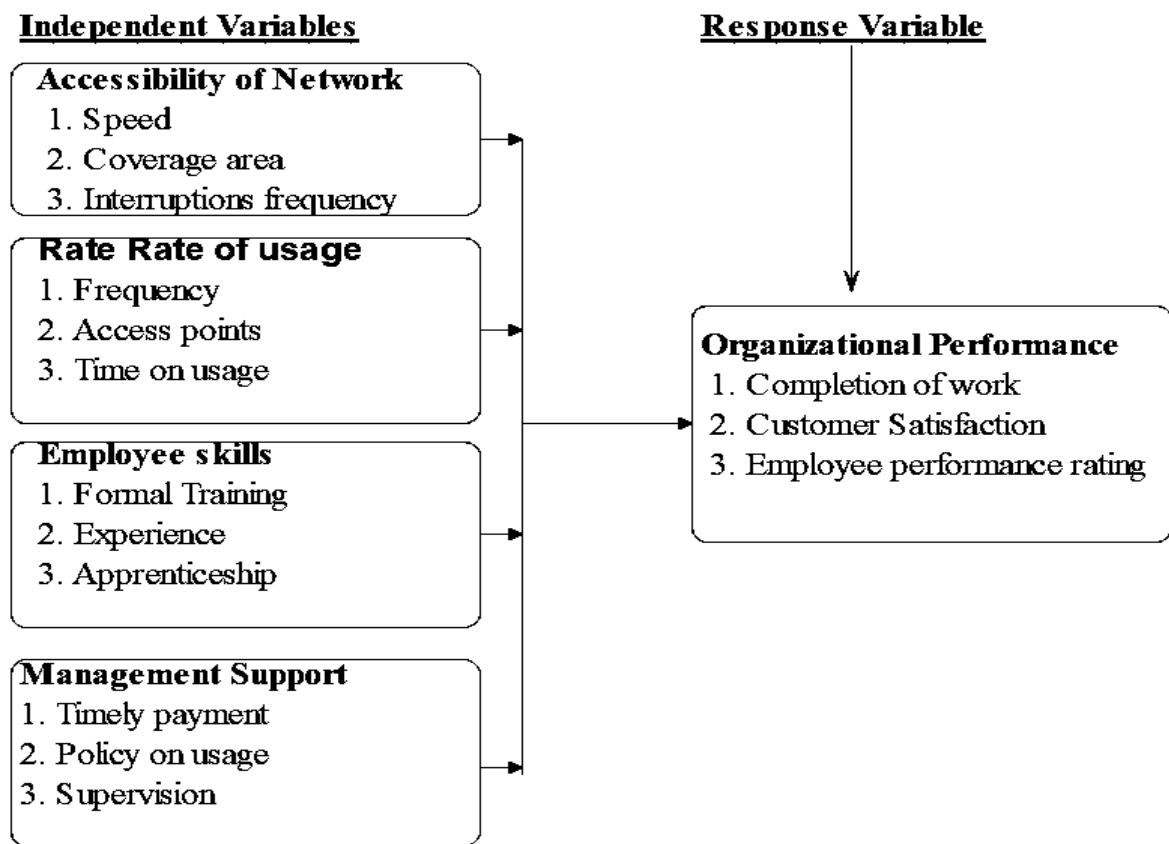 Independent Variables
Accessibility of Network
1. Speed
2. Coverage area
3. Interruptions frequency
Rate Rate of usage
1. Frequency
2. Access points
3. Time on usage
Employee skills
1. Formal Training
2. Experience
3. Apprenticeship
Management Support
1. Timely payment
2. Policy on usage
3. Supervision
Response Variable
Organizational Performance
1. Completion of work
2. Customer Satisfaction
3. Employee performance rating